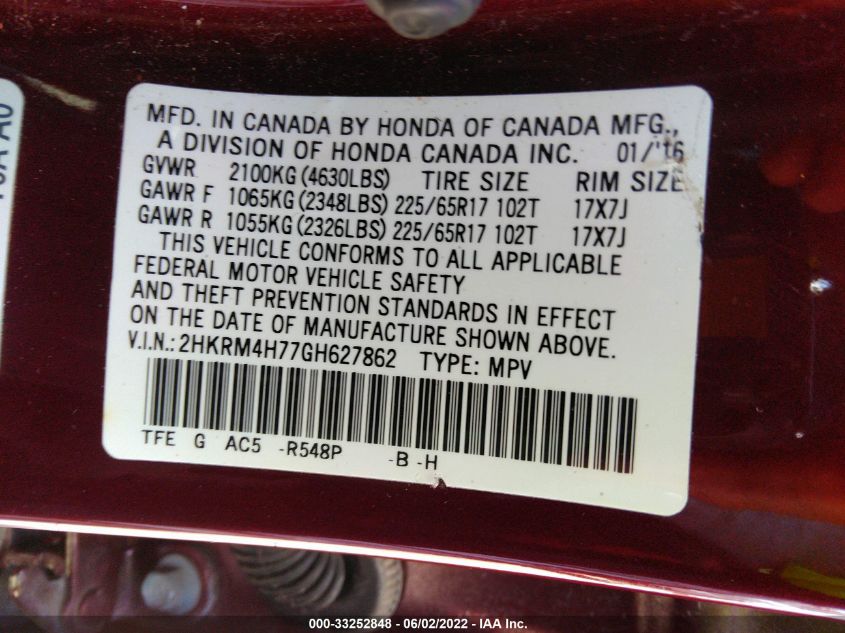 MFD. IN CANADA BY HONDA OF CANADA MFG.,
A DIVISION OF HONDA CANADA INC. 01/'16
GVWR 2100KG(4630LBS) TIRE SIZE RIM SIZE
GAWR F 1065KG(2348LBS) 225/65R17 102T 17X7J
GAWR R 1055KG(2326LBS) 225/65R17 102T 17X7J
THIS VEHICLE CONFORMS TO ALL APPLICABLE
FEDERAL MOTOR VEHICLE SAFETY
AND THEFT PREVENTION STANDARDS IN EFFECT
ON THE DATE OF MANUFACTURE SHOWN ABOVE.
V.I.N.: 2HKRM4H77GH627862 TYPE: MPV
TFE G AC5 -R548P -B -H
000-33252848 - 06/02/2022 - IAA Inc.